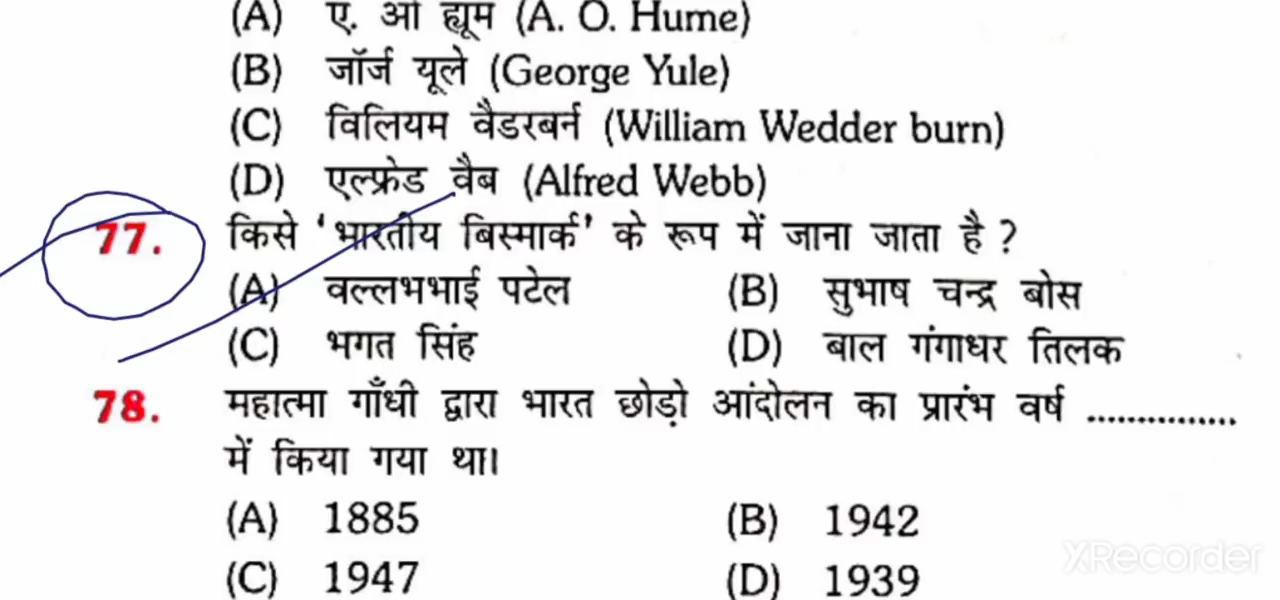 (A) ए. ओ ह्यूम (A. O. Hume)
(B) जॉर्ज यूले (George Yule)
(C) विलियम वैडरबर्न (William Wedder burn)
(D) एल्फ्रेड वैब (Alfred Webb)
77. किसे ‘भारतीय बिस्मार्क’ के रूप में जाना जाता है ?
(A) वल्लभभाई पटेल (B) सुभाष चन्द्र बोस
(C) भगत सिंह (D) बाल गंगाधर तिलक
78. महात्मा गाँधी द्वारा भारत छोड़ो आंदोलन का प्रारंभ वर्ष ...............
में किया गया था।
(A) 1885 (B) 1942
(C) 1947 (D) 1939
XRecorder